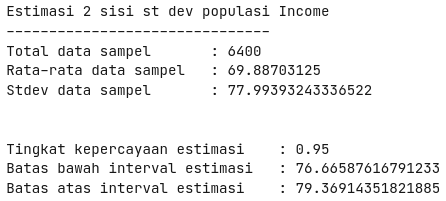 Estimasi 2 sisi st dev populasi Income
-------------------------------
Total data sampel       : 6400
Rata-rata data sampel   : 69.88703125
Stdev data sampel       : 77.99393243336522
Tingkat kepercayaan estimasi    : 0.95
Batas bawah interval estimasi   : 76.66587616791233
Batas atas interval estimasi    : 79.36914351821885